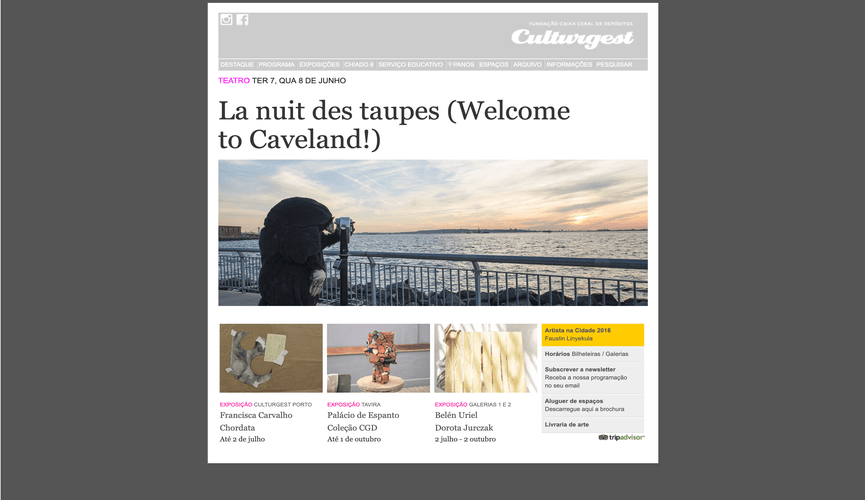 FUNDAÇÃO CAIXA GERAL DE DEPÓSITOS
Culturgest
DESTAQUE PROGRAMA EXPOSIÇÕES CHIADO 8 SERVIÇO EDUCATIVO PANOS ESPAÇOS ARQUIVO INFORMAÇÕES PESQUISAR
TEATRO TER 7, QUA 8 DE JUNHO
La nuit des taupes (Welcome
to Caveland!)
EXPOSIÇÃO CULTURGEST PORTO
Francisca Carvalho
Chordata
Até 2 de julho
EXPOSIÇÃO TAVIRA
Palácio de Espanto
Coleção CGD
Até 1 de outubro
EXPOSIÇÃO GALERIAS 1 E 2
Belén Uriel
Dorota Jurczak
2 julho - 2 outubro
Artista na Cidade 2016
Faustin Linyekula
Horários Bilheteiras / Galerias
Subscrever a newsletter
Receba a nossa programação
no seu email
Aluguer de espaços
Descarregue aqui a brochura
Livraria de arte
tripadvisor